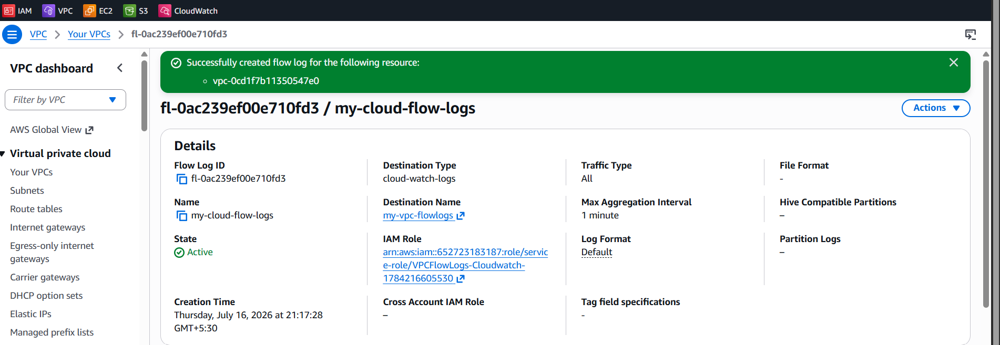 IAM VPC EC2 S3 CloudWatch
VPC Your VPCs fl-0ac239ef00e710fd3
VPC dashboard
Filter by VPC
AWS Global View
Virtual private cloud
Your VPCs
Subnets
Route tables
Internet gateways
Egress-only internet
gateways
Carrier gateways
DHCP option sets
Elastic IPs
Managed prefix lists
Successfully created flow log for the following resource:
vpc-0cd1f7b11350547e0
fl-0ac239ef00e710fd3 / my-cloud-flow-logs
Actions
Details
Flow Log ID
fl-0ac239ef00e710fd3
Name
my-cloud-flow-logs
State
Active
Creation Time
Thursday, July 16, 2026 at 21:17:28
GMT+5:30
Destination Type
cloud-watch-logs
Destination Name
my-vpc-flowlogs
IAM Role
arn:aws:iam::652723183187:role/servic
e-role/VPCFlowLogs-Cloudwatch-
1784216605530
Cross Account IAM Role
–
Traffic Type
All
Max Aggregation Interval
1 minute
Log Format
Default
Tag field specifications
-
File Format
-
Hive Compatible Partitions
–
Partition Logs
–